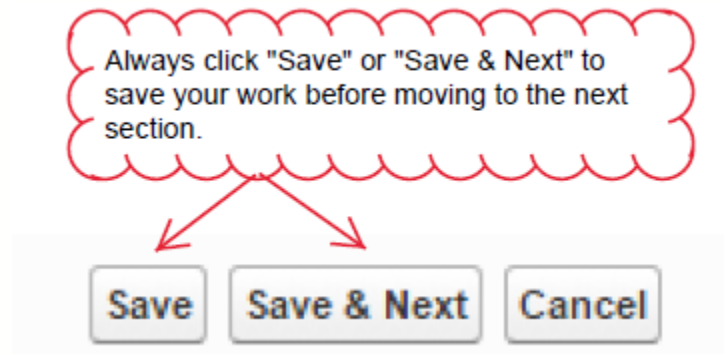 Always click "Save" or "Save & Next" to
save your work before moving to the next
section.
Save Save & Next Cancel